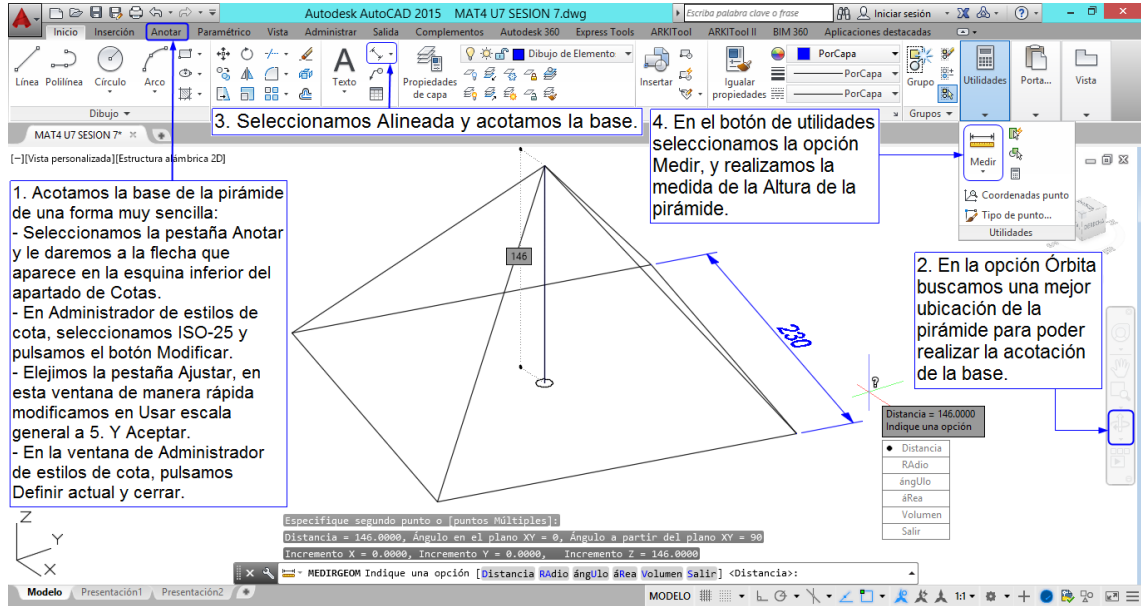 Autodesk AutoCAD 2015 MAT4 U7 SESION 7.dwg
Escriba palabra clave o frase
Iniciar sesión
Inicio Inserción Anotar Paramétrico Vista Administrar Salida Complementos Autodesk 360 Express Tools ARKITool ARKITool II BIM 360 Aplicaciones destacadas
Dibujo de Elemento
PorCapa
PorCapa
PorCapa
Línea Polilínea Círculo Arco
Texto
Propiedades de capa
Insertar
Igualar propiedades
Grupo
Utilidades
Porta...
Vista
Dibujo
Grupos
MAT4 U7 SESION 7*
3. Seleccionamos Alineada y acotamos la base.
4. En el botón de utilidades
seleccionamos la opción
Medir, y realizamos la
medida de la Altura de la
pirámide.
Medir
Coordenadas punto
Tipo de punto...
Utilidades
[−][Vista personalizada][Estructura alámbrica 2D]
1. Acotamos la base de la pirámide
de una forma muy sencilla:
- Seleccionamos la pestaña Anotar
y le daremos a la flecha que
aparece en la esquina inferior del
apartado de Cotas.
- En Administrador de estilos de
cota, seleccionamos ISO-25 y
pulsamos el botón Modificar.
- Elejimos la pestaña Ajustar, en
esta ventana de manera rápida
modificamos en Usar escala
general a 5. Y Aceptar.
- En la ventana de Administrador
de estilos de cota, pulsamos
Definir actual y cerrar.
146
230
2. En la opción Órbita
buscamos una mejor
ubicación de la
pirámide para poder
realizar la acotación
de la base.
Distancia = 146.0000
Indique una opción
Distancia
RAdio
ángUlo
áRea
Volumen
Salir
Z
Y
X
Especifique segundo punto o [puntos Múltiples]:
Distancia = 146.0000, Ángulo en el plano XY = 0, Ángulo a partir del plano XY = 90
Incremento X = 0.0000, Incremento Y = 0.0000, Incremento Z = 146.0000
MEDIRGEOM Indique una opción [Distancia RAdio ángUlo áRea Volumen Salir] <Distancia>:
Modelo Presentación1 Presentación2
MODELO
1:1